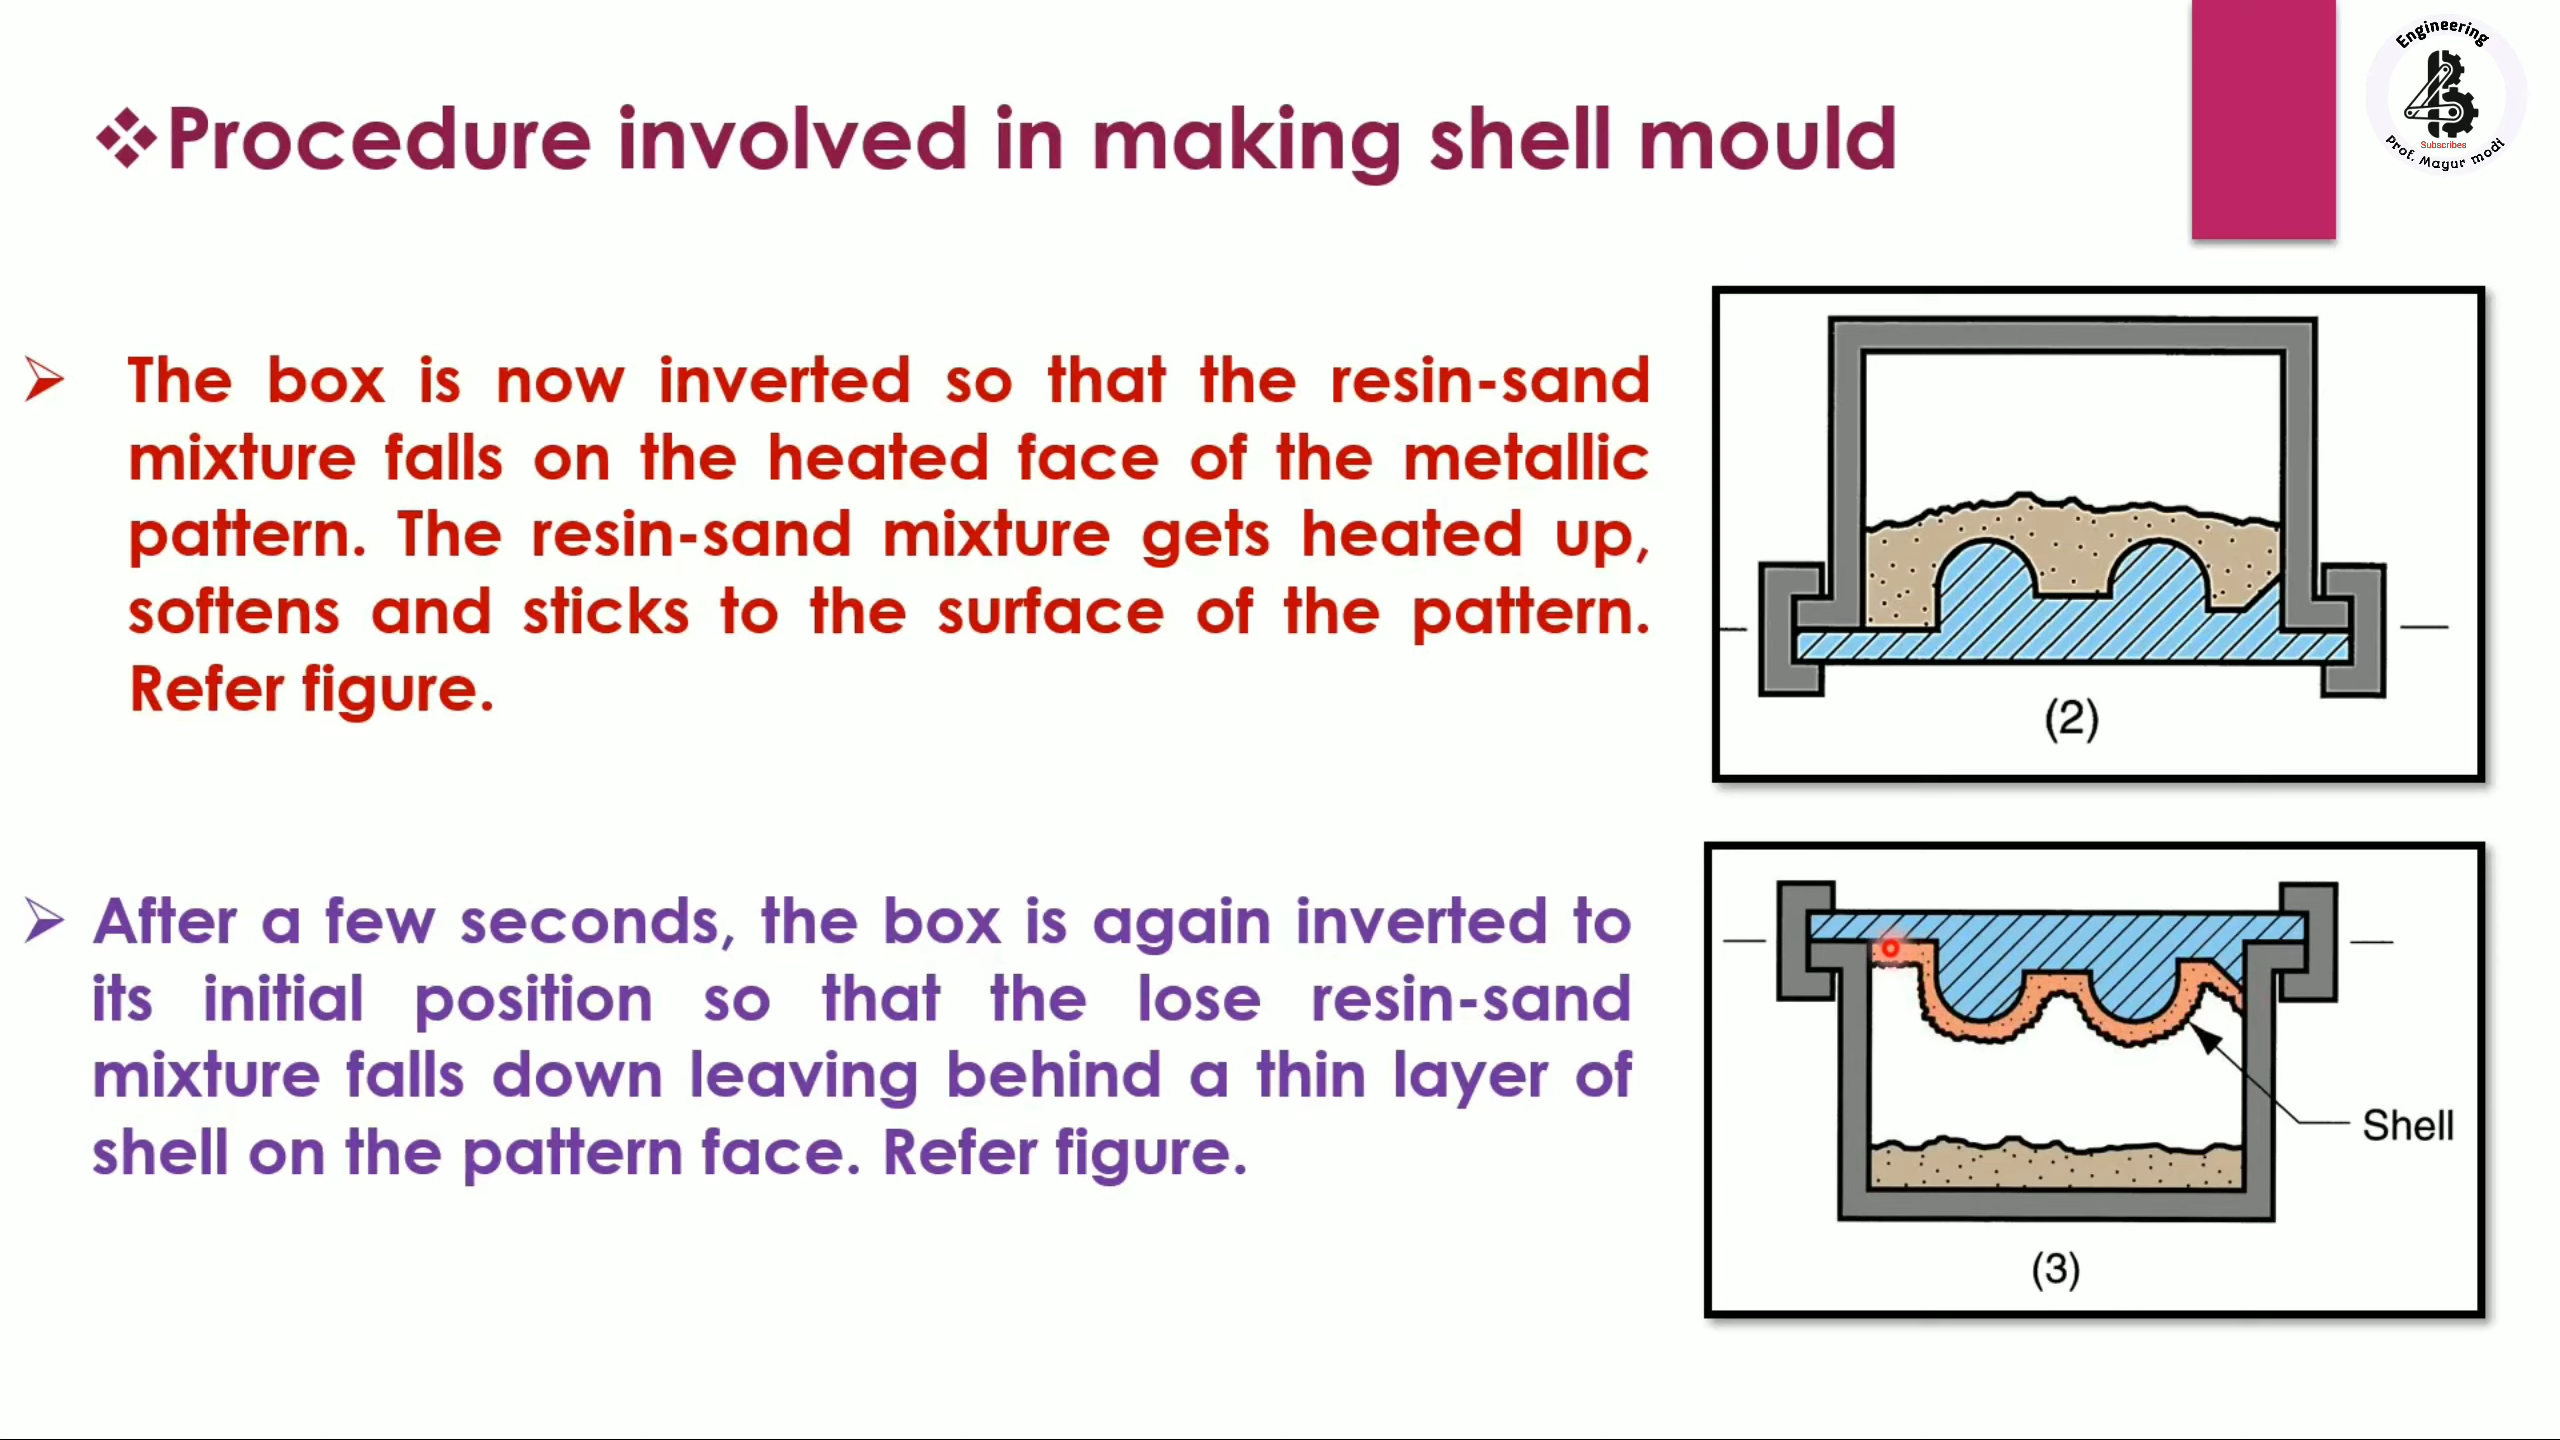 Engineering
Subscribes
Prof. Mayur modi
Procedure involved in making shell mould
The box is now inverted so that the resin-sand
mixture falls on the heated face of the metallic
pattern. The resin-sand mixture gets heated up,
softens and sticks to the surface of the pattern.
Refer figure.
(2)
After a few seconds, the box is again inverted to
its initial position so that the lose resin-sand
mixture falls down leaving behind a thin layer of
shell on the pattern face. Refer figure.
Shell
(3)